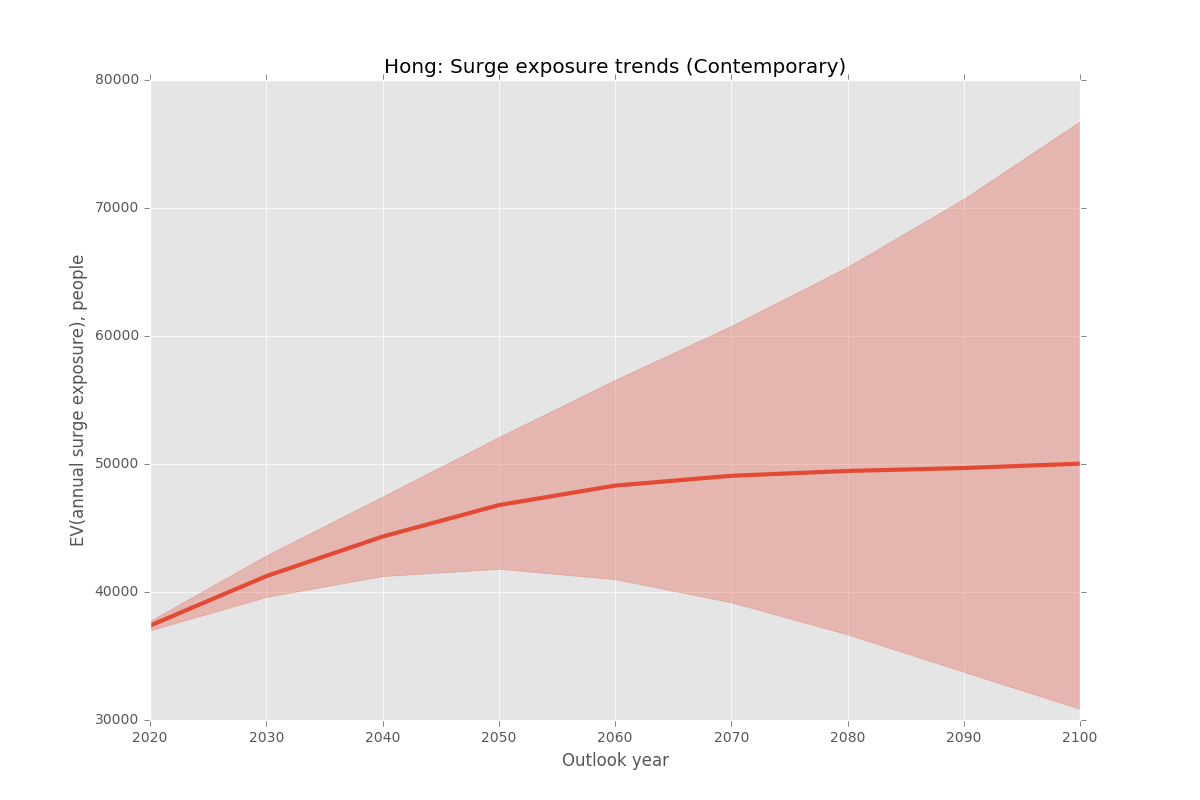 Hong: Surge exposure trends (Contemporary)
80000
70000
60000
50000
40000
30000
EV(annual surge exposure), people
2020 2030 2040 2050 2060 2070 2080 2090 2100
Outlook year